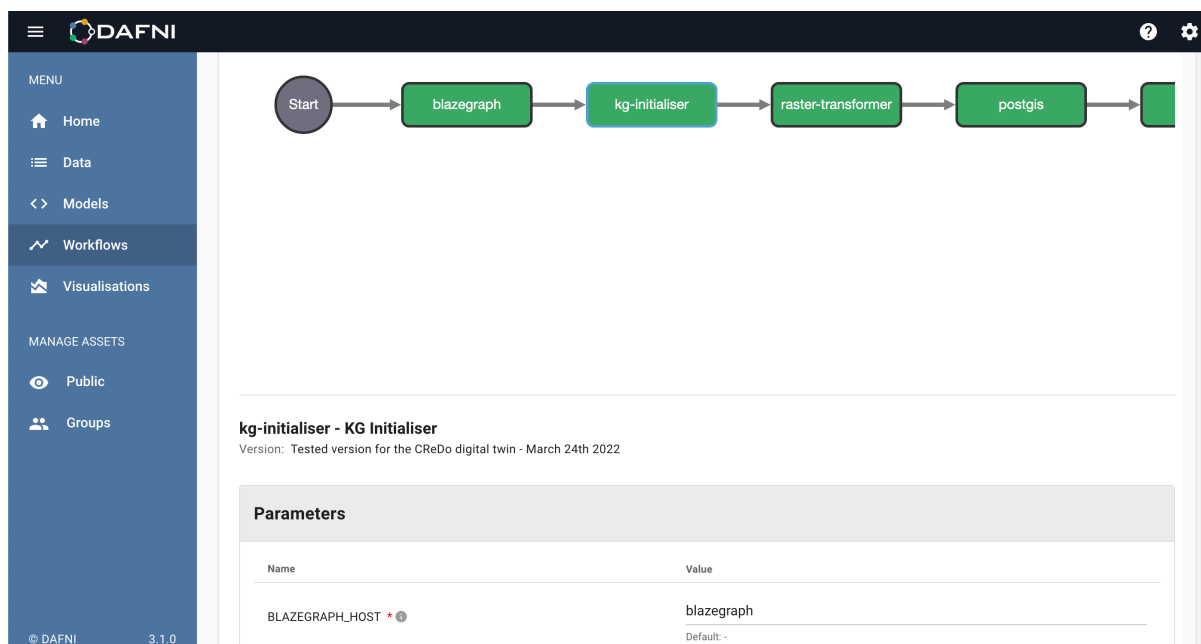 DAFNI
MENU
Home
Data
Models
Workflows
Visualisations
MANAGE ASSETS
Public
Groups
© DAFNI 3.1.0
Start blazegraph kg-initialiser raster-transformer postgis
kg-initialiser - KG Initialiser
Version: Tested version for the CReDo digital twin - March 24th 2022
Parameters
Name Value
BLAZEGRAPH_HOST * blazegraph
Default: -